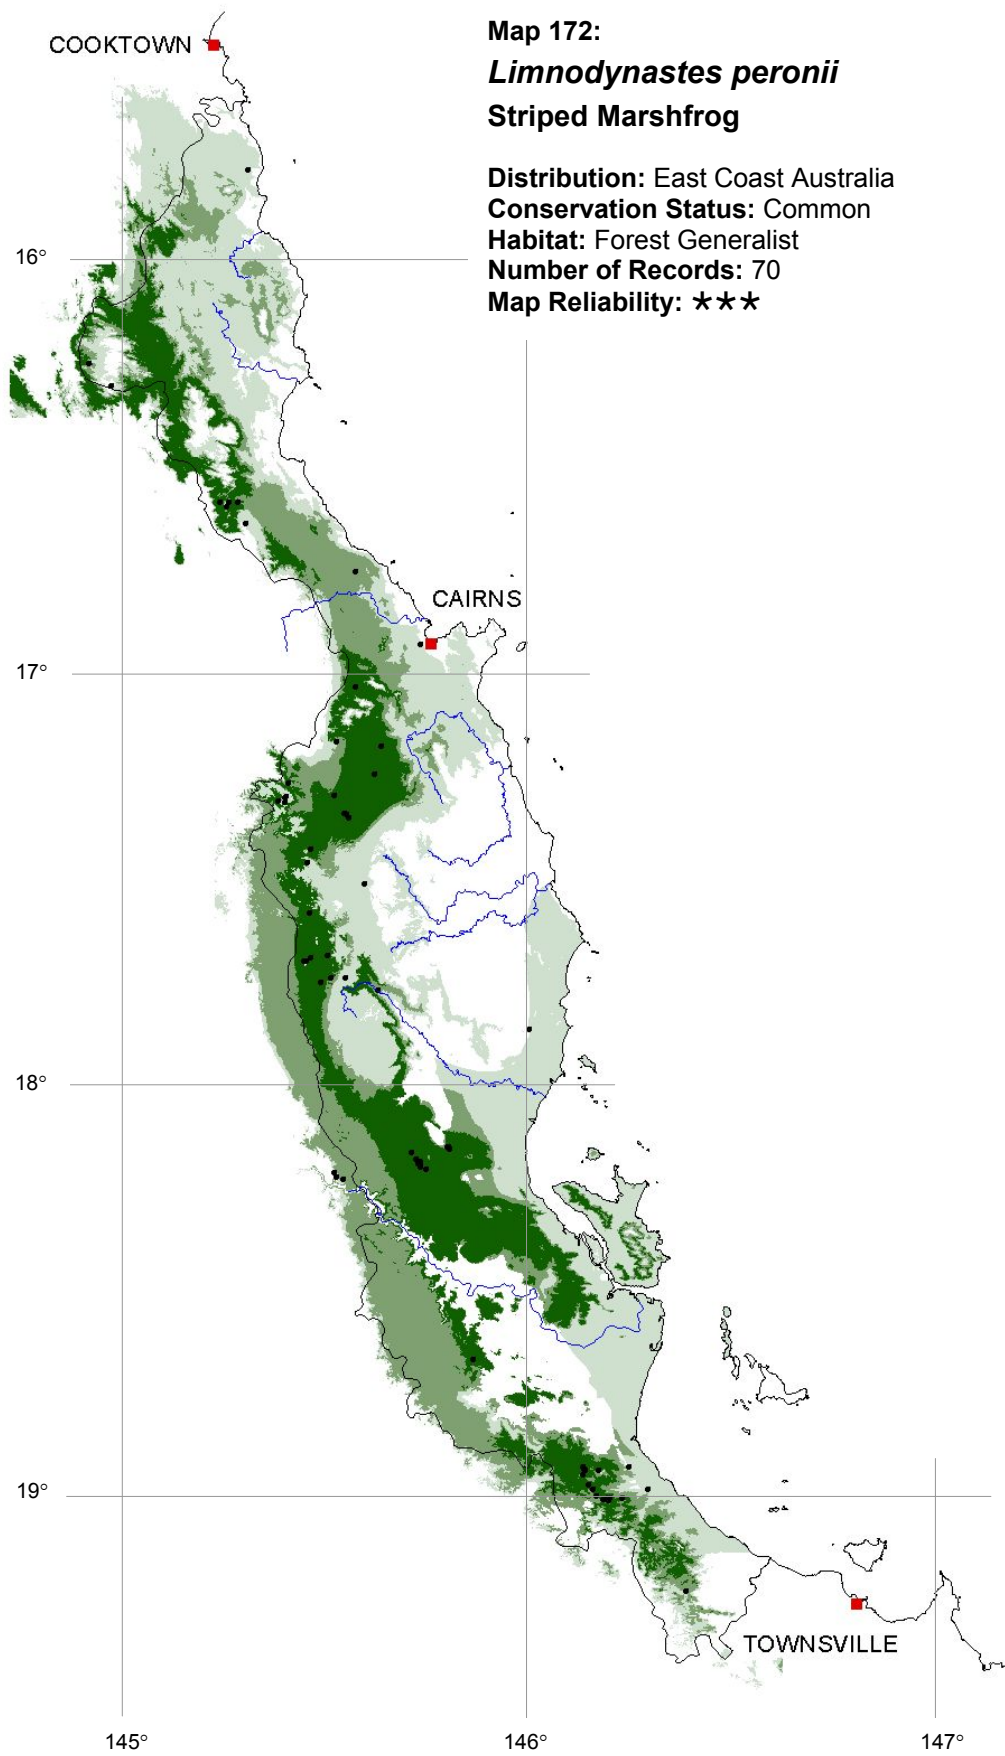 Map 172:
Limnodynastes peronii
Striped Marshfrog
Distribution: East Coast Australia
Conservation Status: Common
Habitat: Forest Generalist
Number of Records: 70
Map Reliability: ★★★
COOKTOWN
16°
CAIRNS
17°
18°
19°
TOWNSVILLE
145°
146°
147°